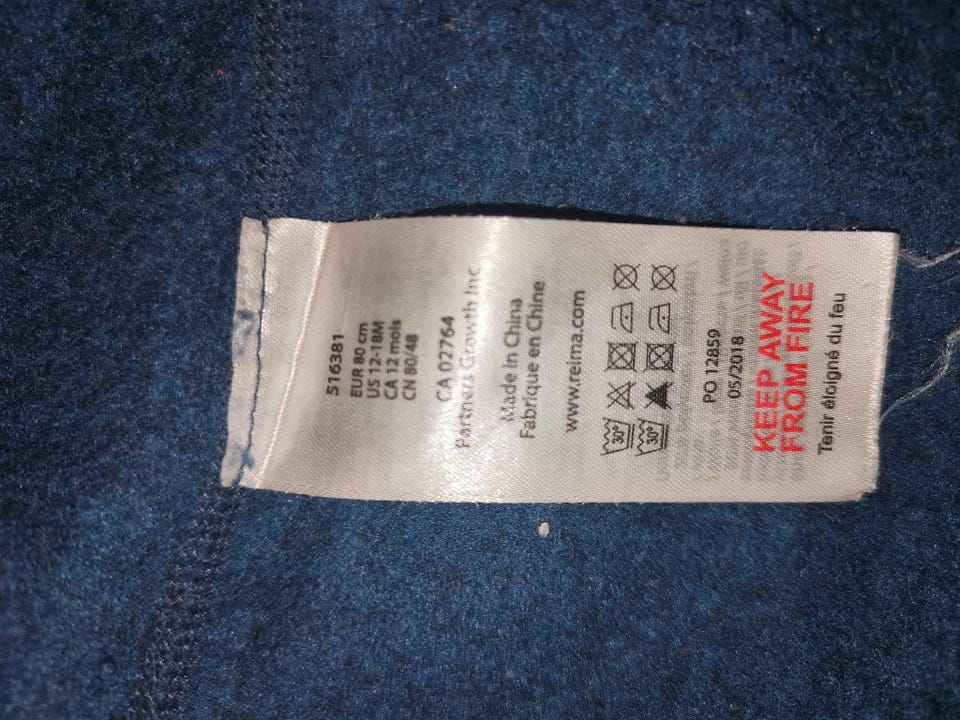 516381
EUR 80 cm
US 12-18M
CA 12 mois
CN 80/48
CA 02764
Partners Growth Inc
Made in China
Fabrique en Chine
www.reima.com
30°
30°
PO 12859
05/2018
KEEP AWAY
FROM FIRE
Tenir éloigné du feu